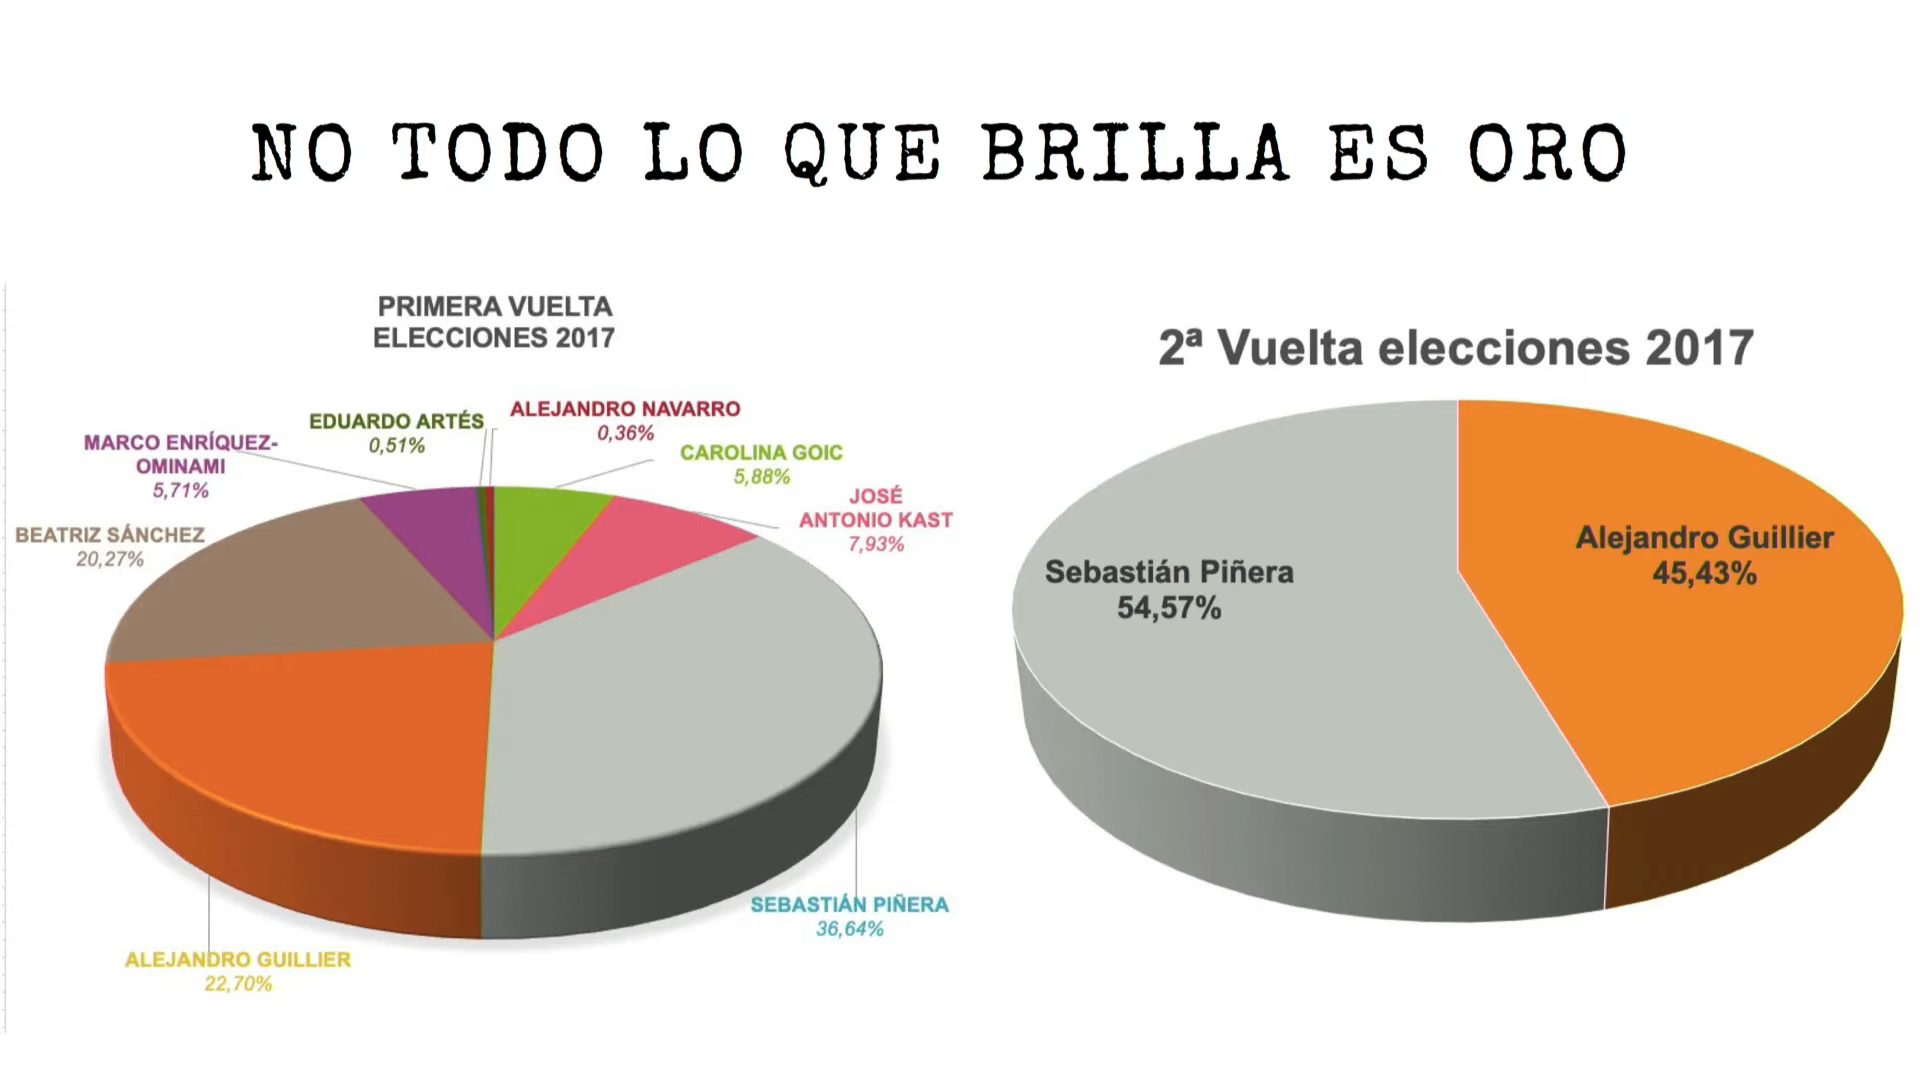 NO TODO LO QUE BRILLA ES ORO
PRIMERA VUELTA
ELECCIONES 2017
ALEJANDRO NAVARRO
0,36%
EDUARDO ARTÉS
0,51%
MARCO ENRÍQUEZ-
OMINAMI
5,71%
CAROLINA GOIC
5,88%
JOSÉ
ANTONIO KAST
7,93%
BEATRIZ SÁNCHEZ
20,27%
SEBASTIÁN PIÑERA
36,64%
ALEJANDRO GUILLIER
22,70%
2ª Vuelta elecciones 2017
Alejandro Guillier
45,43%
Sebastián Piñera
54,57%